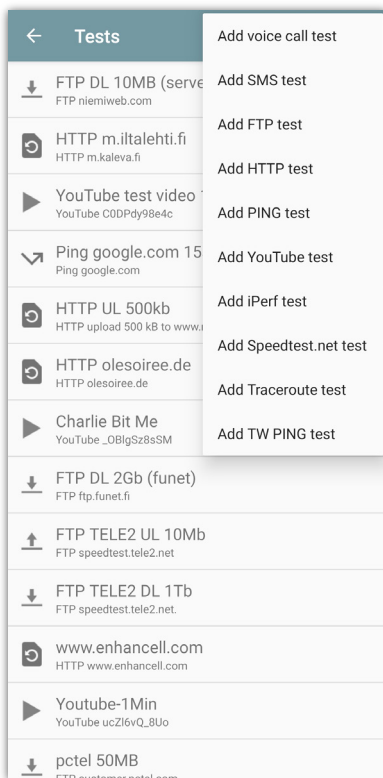 Tests
FTP DL 10MB (serve
FTP niemiweb.com
HTTP m.iltalehti.fi
HTTP m.kaleva.fi
YouTube test video
YouTube C0DPdy98e4c
Ping google.com 15
Ping google.com
HTTP UL 500kb
HTTP upload 500 kB to www.
HTTP olesoiree.de
HTTP olesoiree.de
Charlie Bit Me
YouTube _OBlgSz8sSM
FTP DL 2Gb (funet)
FTP ftp.funet.fi
FTP TELE2 UL 10Mb
FTP speedtest.tele2.net
FTP TELE2 DL 1Tb
FTP speedtest.tele2.net.
www.enhancell.com
HTTP www.enhancell.com
Youtube-1Min
YouTube ucZl6vQ_8Uo
pctel 50MB
FTP customer.pctel.com
Add voice call test
Add SMS test
Add FTP test
Add HTTP test
Add PING test
Add YouTube test
Add iPerf test
Add Speedtest.net test
Add Traceroute test
Add TW PING test